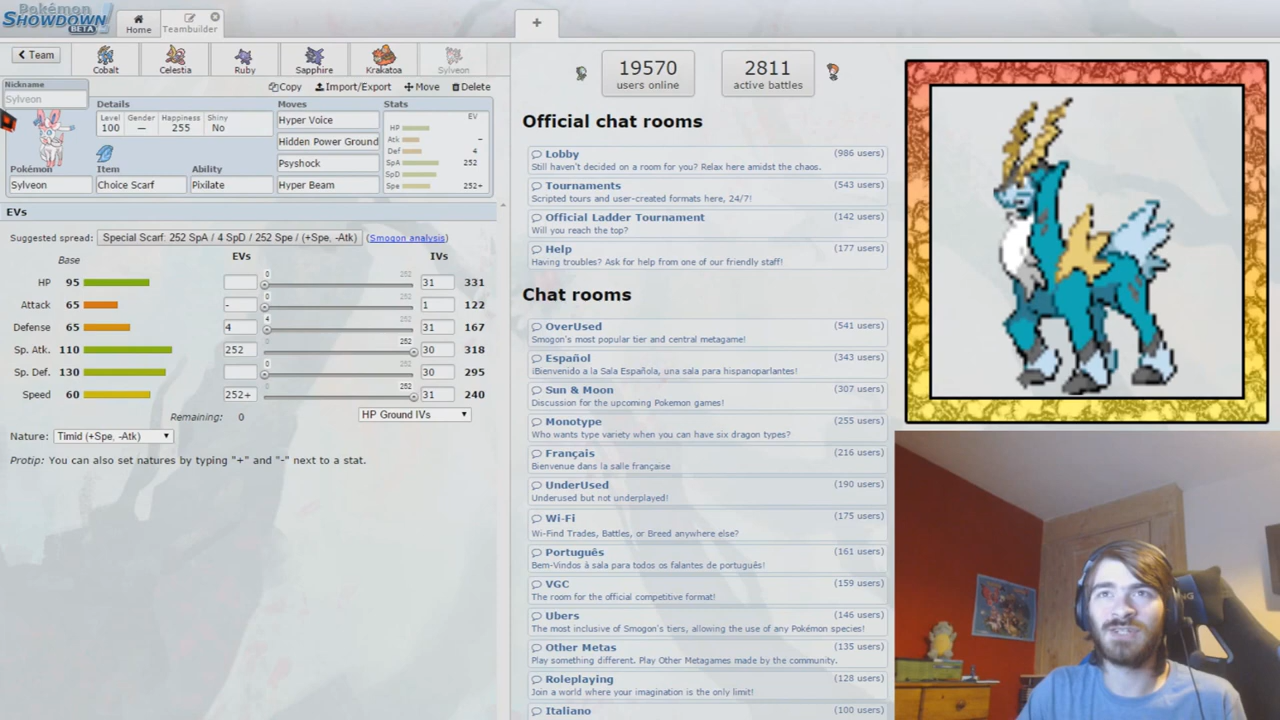 Pokémon
SHOWDOWN!
BETA
Home
Teambuilder
+
< Team
Cobalt
Celestia
Ruby
Sapphire
Krakatoa
Sylveon
Nickname
Sylveon
Copy
Import/Export
Move
Delete
Details
Level
100
Gender
—
Happiness
255
Shiny
No
Pokémon
Sylveon
Item
Choice Scarf
Ability
Pixilate
Moves
Hyper Voice
Hidden Power Ground
Psyshock
Hyper Beam
Stats
EV
HP
Atk –
Def 4
SpA 252
SpD
Spe 252+
EVs
Suggested spread: Special Scarf: 252 SpA / 4 SpD / 252 Spe / (+Spe, -Atk) (Smogon analysis)
Base EVs IVs
HP 95 0 252 31 331
Attack 65 - 252 1 122
Defense 65 4 4 252 31 167
Sp. Atk. 110 252 0 252 30 318
Sp. Def. 130 0 252 30 295
Speed 60 252+ 0 252 31 240
Remaining: 0
HP Ground IVs
Nature: Timid (+Spe, -Atk)
Protip: You can also set natures by typing "+" and "-" next to a stat.
19570
users online
2811
active battles
Official chat rooms
Lobby (986 users)
Still haven't decided on a room for you? Relax here amidst the chaos.
Tournaments (543 users)
Scripted tours and user-created formats here, 24/7!
Official Ladder Tournament (142 users)
Will you reach the top?
Help (177 users)
Having troubles? Ask for help from one of our friendly staff!
Chat rooms
OverUsed (541 users)
Smogon's most popular tier and central metagame!
Español (343 users)
¡Bienvenido a la Sala Española, una sala para hispanoparlantes!
Sun & Moon (307 users)
Discussion for the upcoming Pokemon games!
Monotype (255 users)
Who wants type variety when you can have six dragon types?
Français (216 users)
Bienvenue dans la salle française
UnderUsed (190 users)
Underused but not underplayed!
Wi-Fi (175 users)
Wi-Find Trades, Battles, or Breed anywhere else?
Português (161 users)
Bem-Vindos à sala para todos os falantes de português!
VGC (159 users)
The room for the official competitive format!
Ubers (146 users)
The most inclusive of Smogon's tiers, allowing the use of any Pokémon species!
Other Metas (135 users)
Play something different. Play Other Metagames made by the community.
Roleplaying (128 users)
Join a world where your imagination is the only limit!
Italiano (100 users)